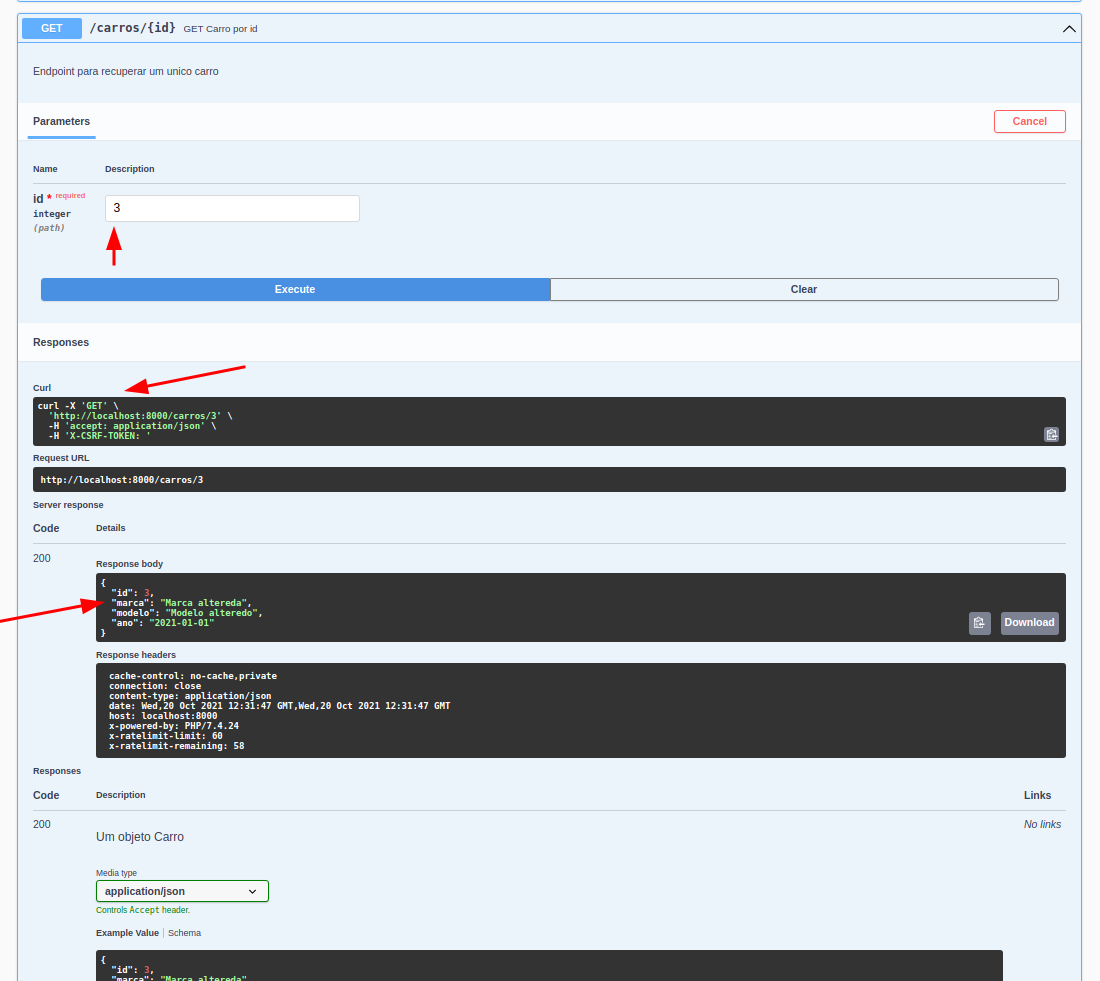 GET /carros/{id} GET Carro por id
Endpoint para recuperar um unico carro
Parameters
Cancel
Name Description
id * required
integer
(path)
3
Execute Clear
Responses
Curl
curl -X 'GET' \
'http://localhost:8000/carros/3' \
-H 'accept: application/json' \
-H 'X-CSRF-TOKEN: '
Request URL
http://localhost:8000/carros/3
Server response
Code Details
200
Response body
{
"id": 3,
"marca": "Marca altereda",
"modelo": "Modelo alteredo",
"ano": "2021-01-01"
}
Download
Response headers
cache-control: no-cache,private
connection: close
content-type: application/json
date: Wed,20 Oct 2021 12:31:47 GMT,Wed,20 Oct 2021 12:31:47 GMT
host: localhost:8000
x-powered-by: PHP/7.4.24
x-ratelimit-limit: 60
x-ratelimit-remaining: 58
Responses
Code Description Links
200 No links
Um objeto Carro
Media type
application/json
Controls Accept header.
Example Value Schema
{
"id": 3,
"marca": "Marca altereda"